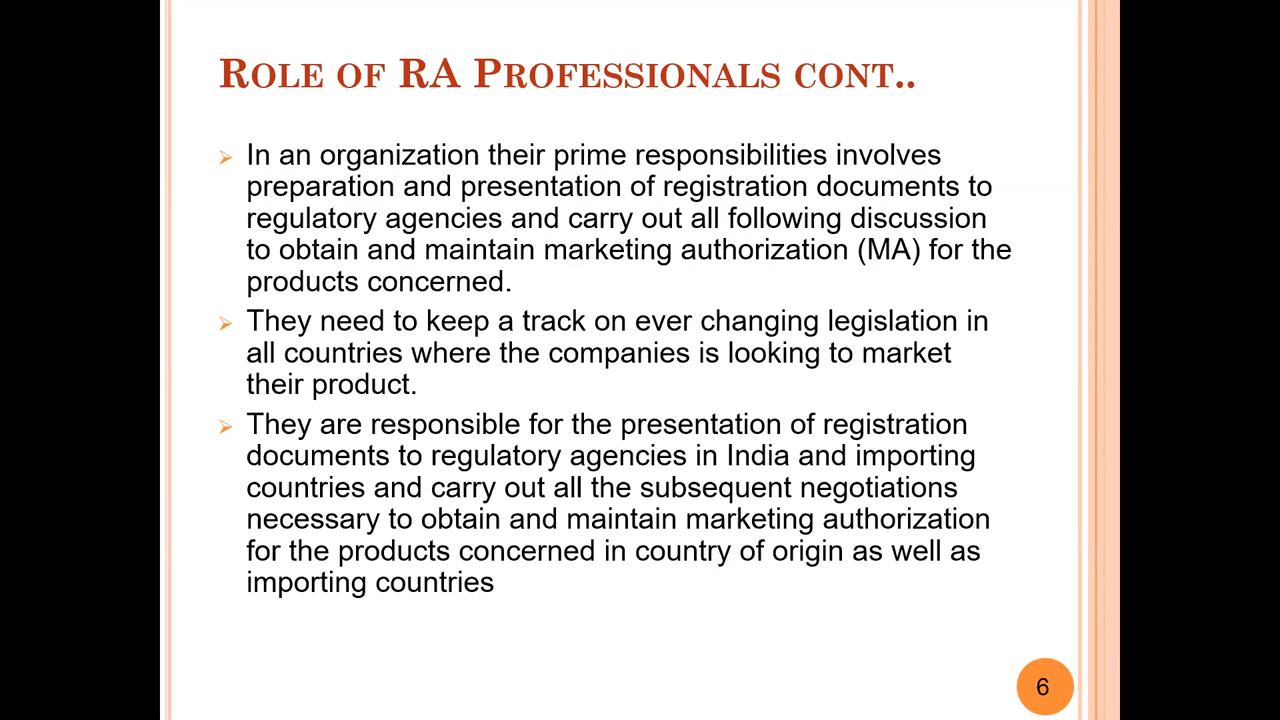 Role of RA Professionals cont..
In an organization their prime responsibilities involves
preparation and presentation of registration documents to
regulatory agencies and carry out all following discussion
to obtain and maintain marketing authorization (MA) for the
products concerned.
They need to keep a track on ever changing legislation in
all countries where the companies is looking to market
their product.
They are responsible for the presentation of registration
documents to regulatory agencies in India and importing
countries and carry out all the subsequent negotiations
necessary to obtain and maintain marketing authorization
for the products concerned in country of origin as well as
importing countries
6